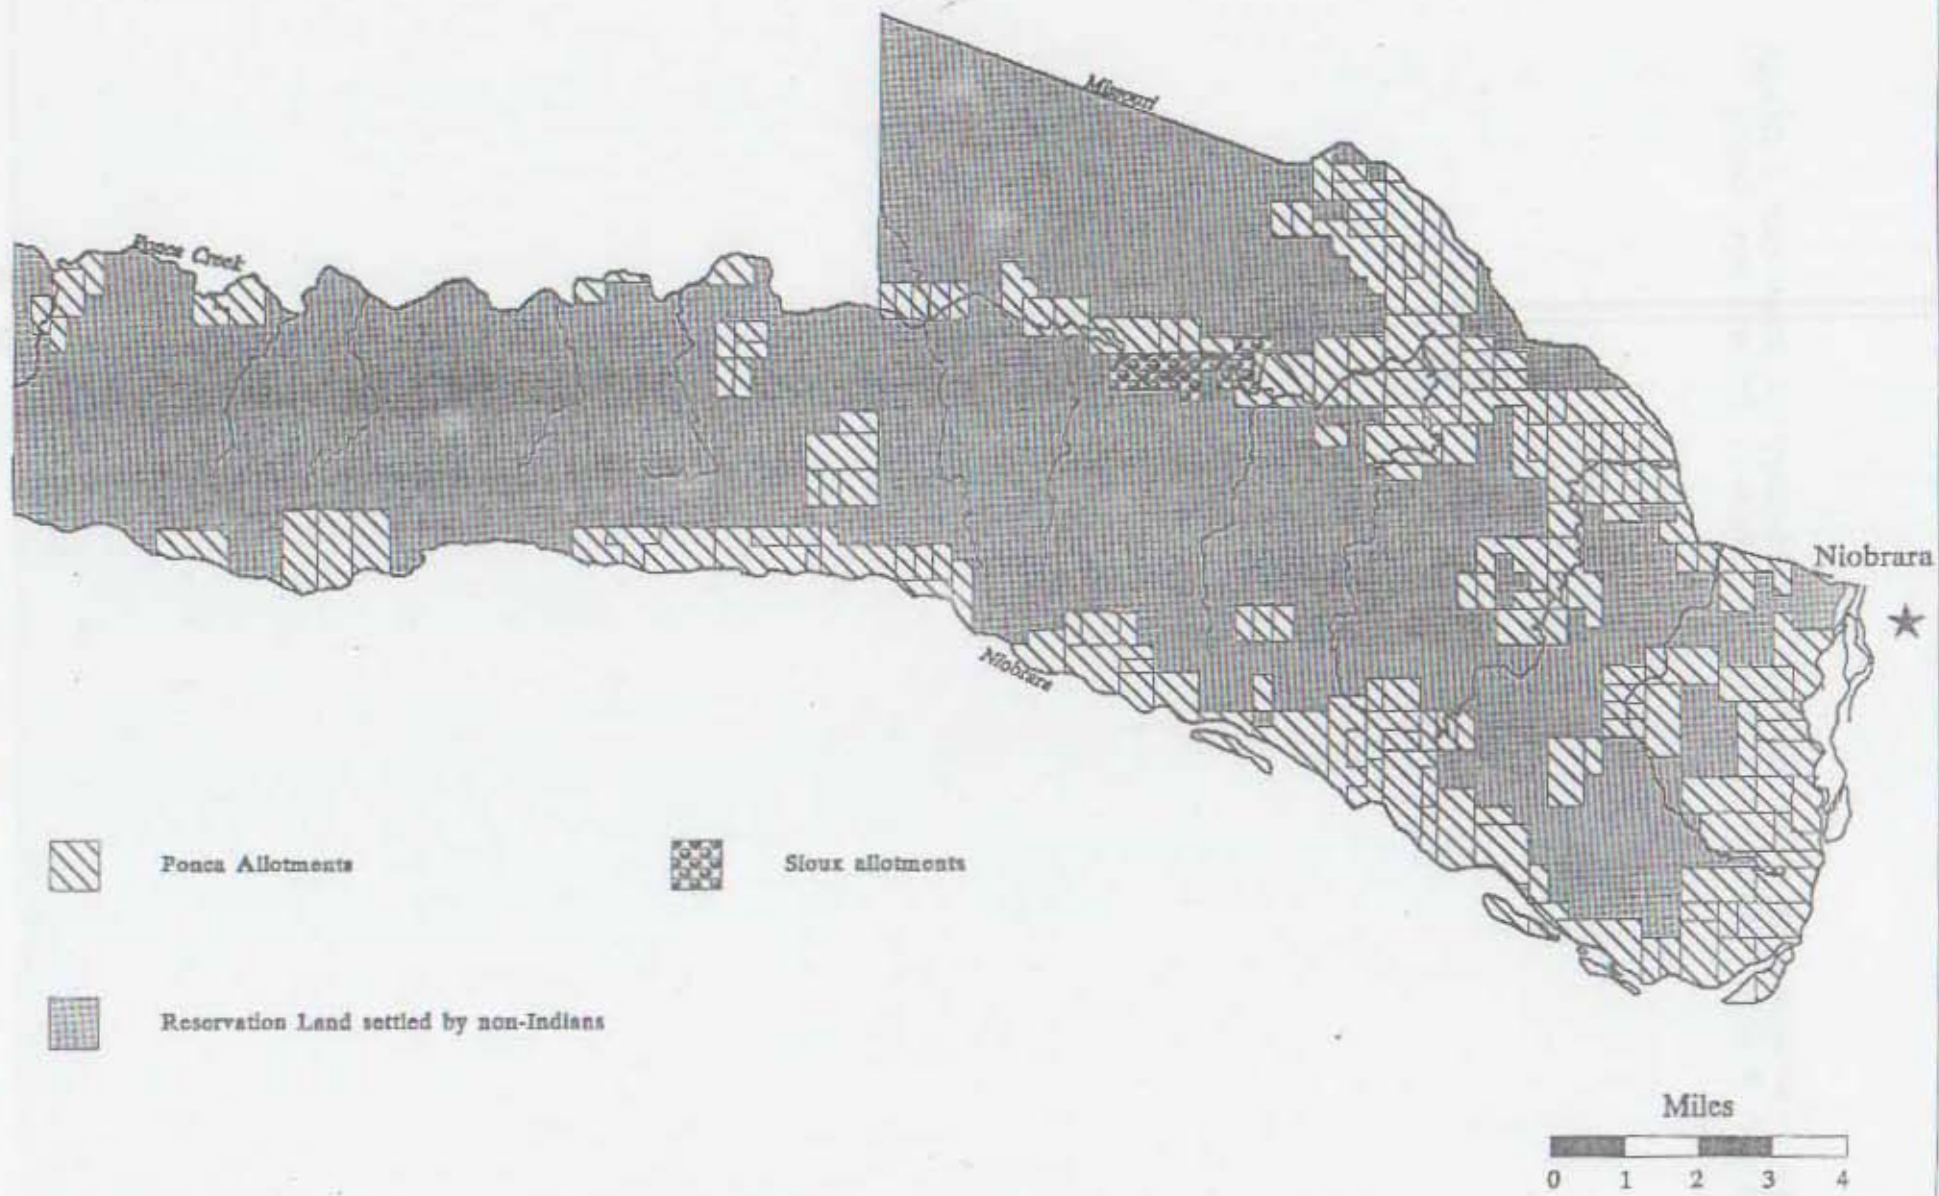 Missouri
Ponca Creek
Niobrara
Niobrara
Ponca Allotments
Sioux allotments
Reservation Land settled by non-Indians
Miles
0 1 2 3 4